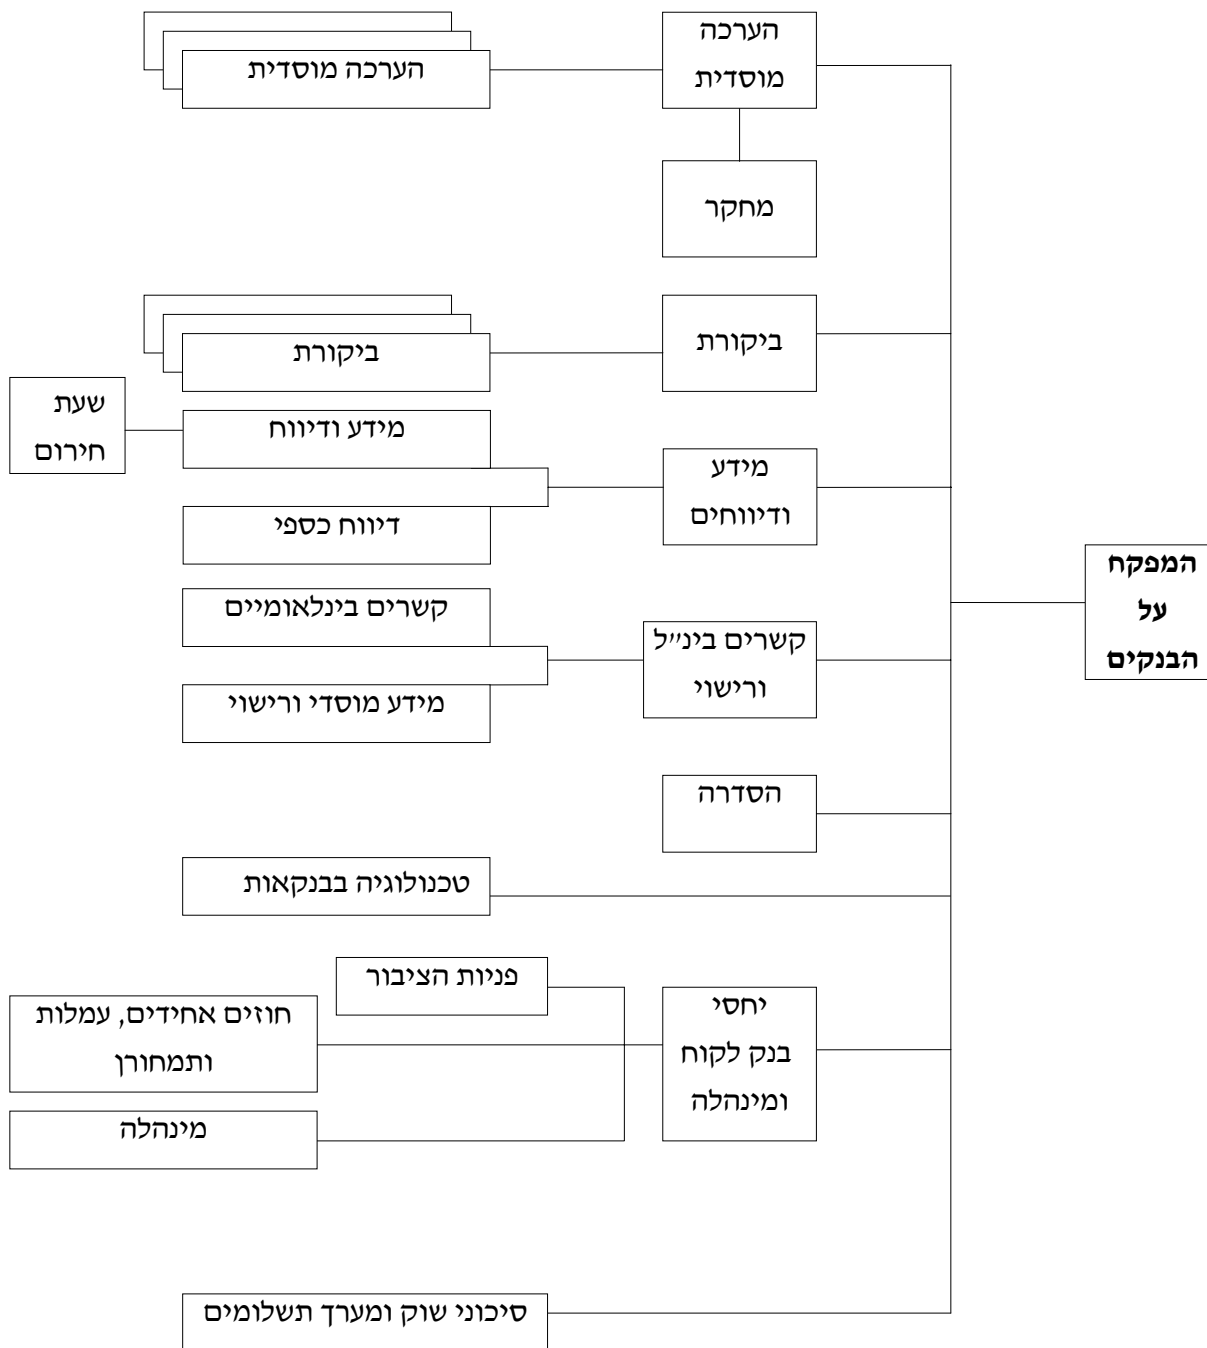 המפקח
על
הבנקים
הערכה
מוסדית
הערכה מוסדית
מחקר
ביקורת
ביקורת
מידע
ודיווחים
מידע ודיווח
שעת
חירום
דיווח כספי
קשרים בינ״ל
ורישוי
קשרים בינלאומיים
מידע מוסדי ורישוי
הסדרה
טכנולוגיה בבנקאות
יחסי
בנק לקוח
ומינהלה
פניות הציבור
חוזים אחידים, עמלות
ותמחורן
מינהלה
סיכוני שוק ומערך תשלומים